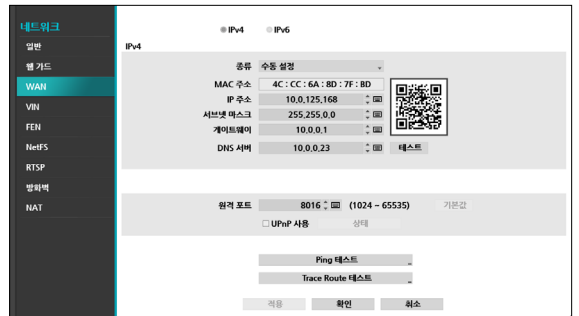 네트워크
일반
웹 가드
WAN
VIN
FEN
NetFS
RTSP
방화벽
NAT
IPv4 IPv6
IPv4
종류 수동 설정
MAC 주소 4C : CC : 6A : 8D : 7F : 8D
IP 주소 10,0,125,168
서브넷 마스크 255,255,0,0
게이트웨이 10,0,0,1
DNS 서버 10,0,0,23 테스트
원격 포트 8016 (1024 ~ 65535) 기본값
UPnP 사용 상태
Ping 테스트 ...
Trace Route 테스트 ...
적용 확인 취소